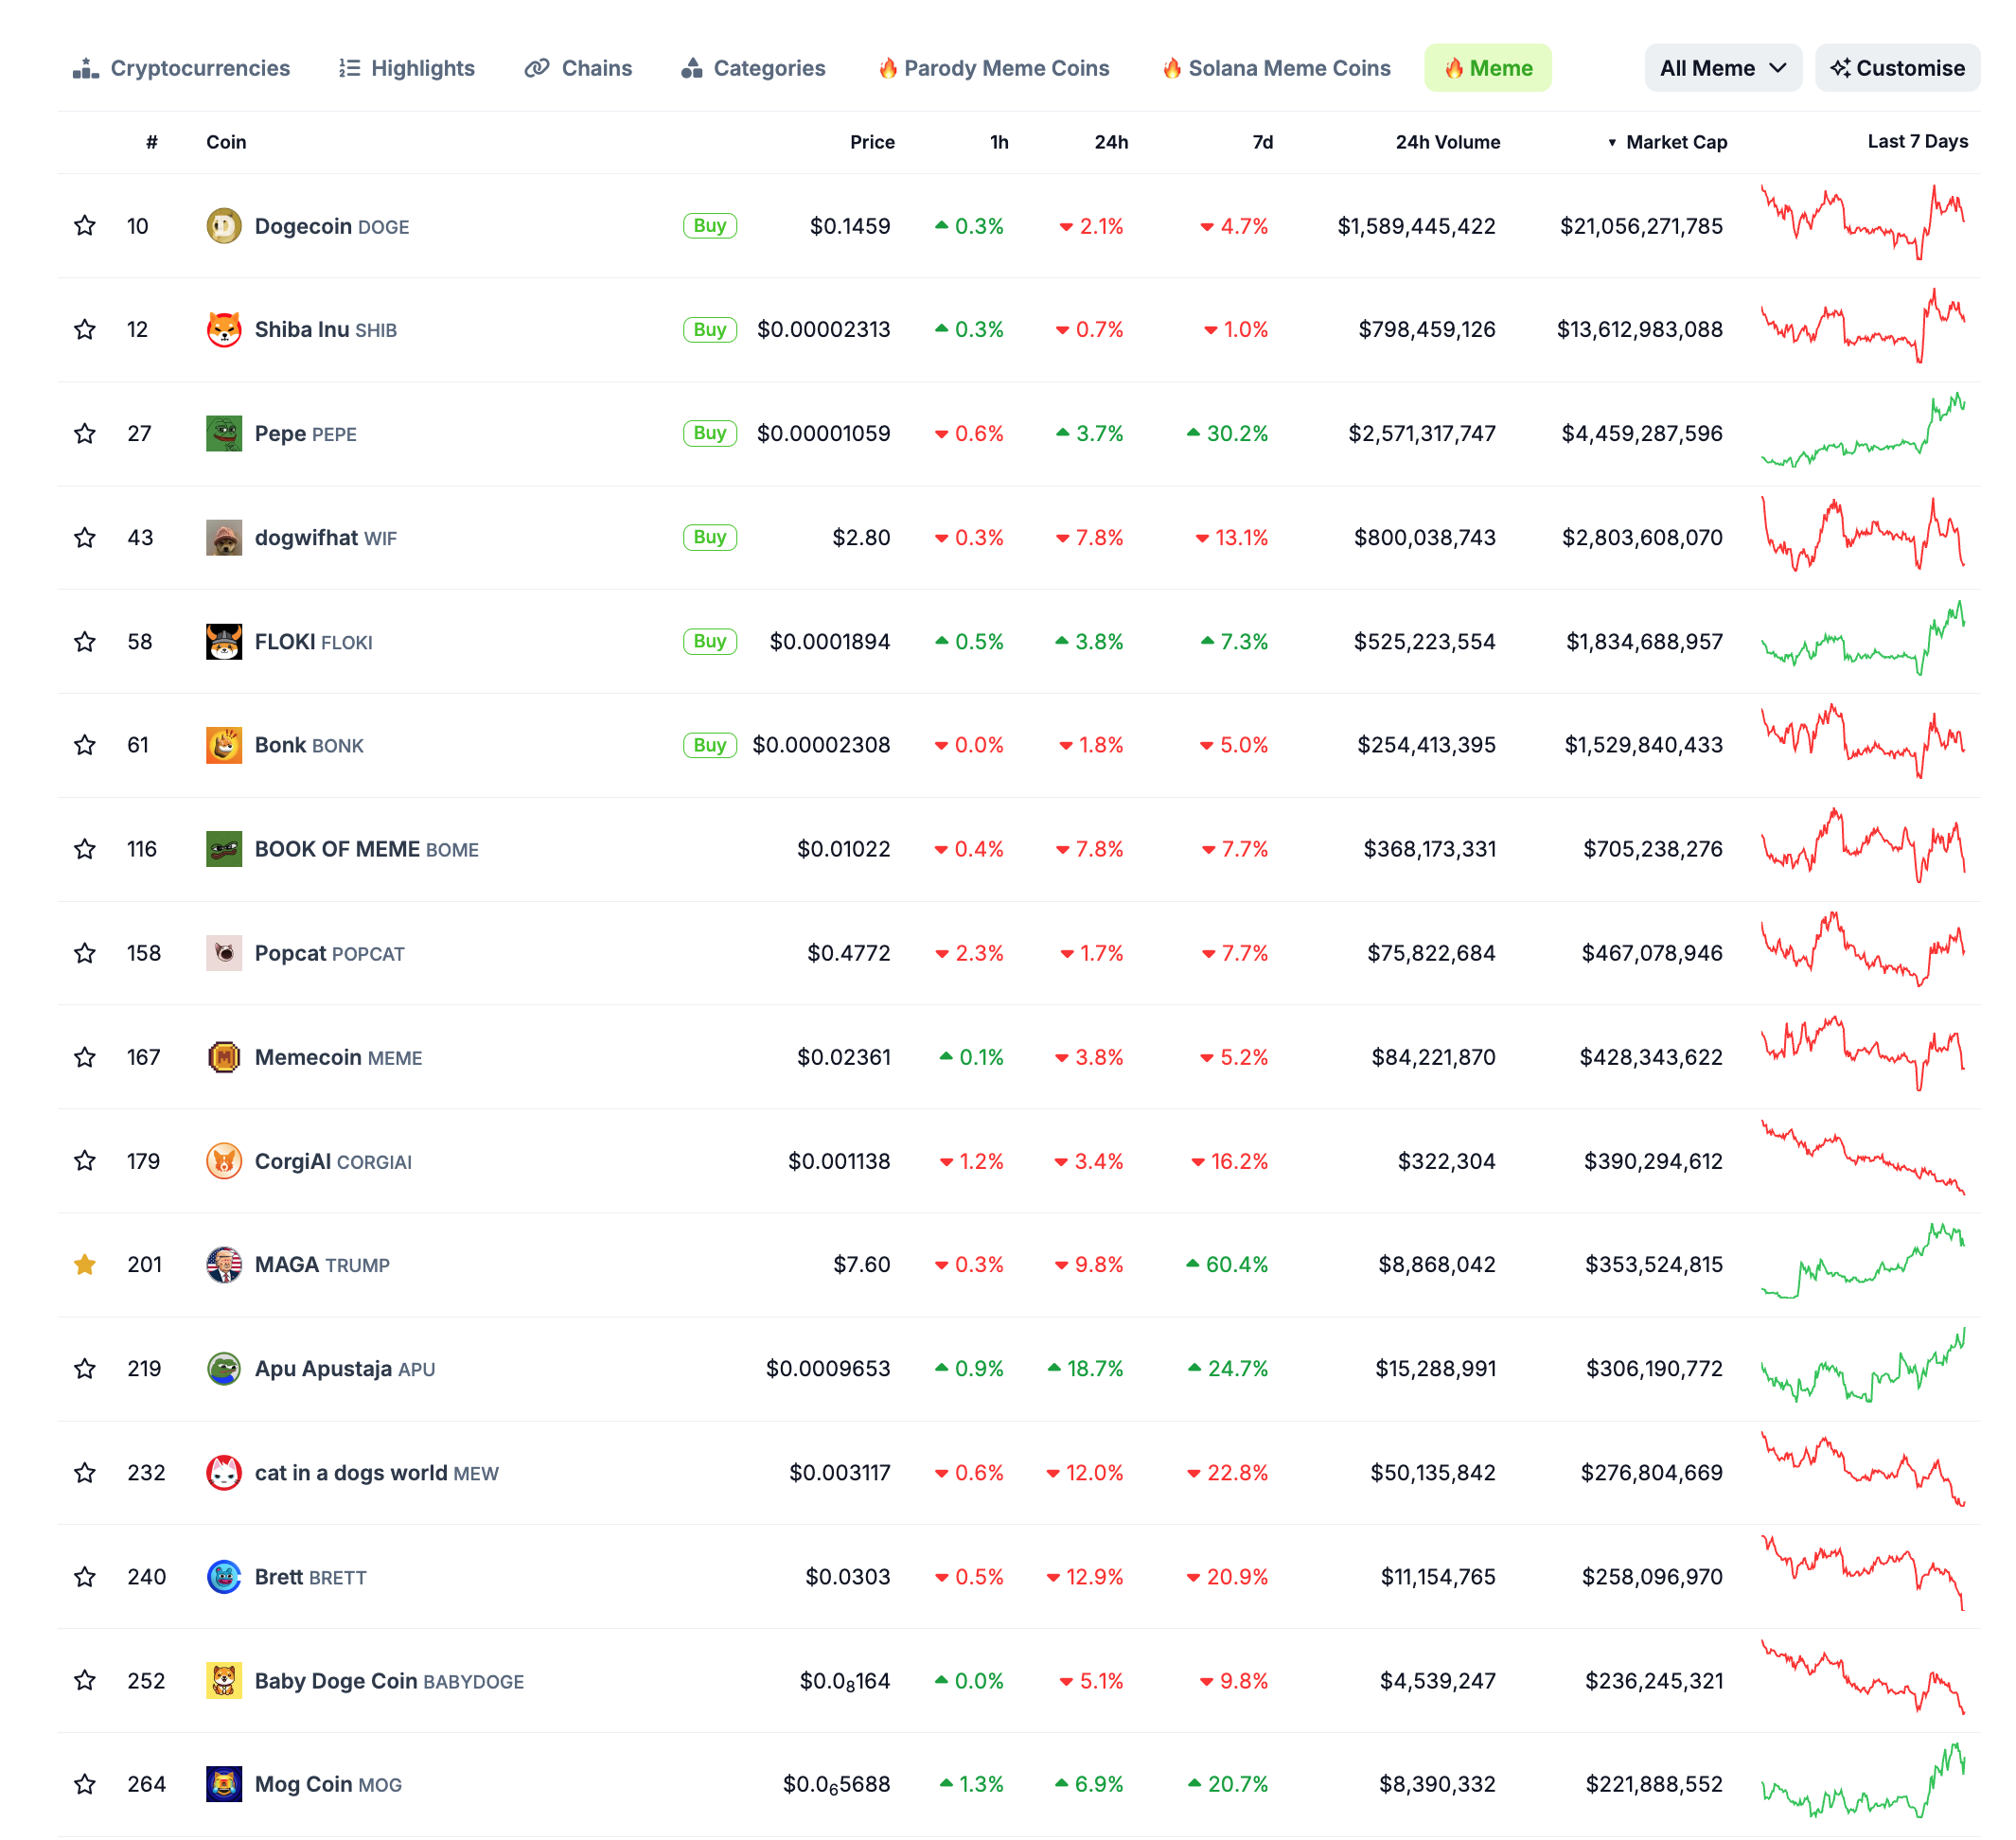 Cryptocurrencies Highlights Chains Categories 🔥 Parody Meme Coins 🔥 Solana Meme Coins 🔥 Meme All Meme Customise
# Coin Price 1h 24h 7d 24h Volume ▼ Market Cap Last 7 Days
10 Dogecoin DOGE Buy $0.1459 ▲ 0.3% ▼ 2.1% ▼ 4.7% $1,589,445,422 $21,056,271,785
12 Shiba Inu SHIB Buy $0.00002313 ▲ 0.3% ▼ 0.7% ▼ 1.0% $798,459,126 $13,612,983,088
27 Pepe PEPE Buy $0.00001059 ▼ 0.6% ▲ 3.7% ▲ 30.2% $2,571,317,747 $4,459,287,596
43 dogwifhat WIF Buy $2.80 ▼ 0.3% ▼ 7.8% ▼ 13.1% $800,038,743 $2,803,608,070
58 FLOKI FLOKI Buy $0.0001894 ▲ 0.5% ▲ 3.8% ▲ 7.3% $525,223,554 $1,834,688,957
61 Bonk BONK Buy $0.00002308 ▼ 0.0% ▼ 1.8% ▼ 5.0% $254,413,395 $1,529,840,433
116 BOOK OF MEME BOME $0.01022 ▼ 0.4% ▼ 7.8% ▼ 7.7% $368,173,331 $705,238,276
158 Popcat POPCAT $0.4772 ▼ 2.3% ▼ 1.7% ▼ 7.7% $75,822,684 $467,078,946
167 Memecoin MEME $0.02361 ▲ 0.1% ▼ 3.8% ▼ 5.2% $84,221,870 $428,343,622
179 CorgiAI CORGIAI $0.001138 ▼ 1.2% ▼ 3.4% ▼ 16.2% $322,304 $390,294,612
201 MAGA TRUMP $7.60 ▼ 0.3% ▼ 9.8% ▲ 60.4% $8,868,042 $353,524,815
219 Apu Apustaja APU $0.0009653 ▲ 0.9% ▲ 18.7% ▲ 24.7% $15,288,991 $306,190,772
232 cat in a dogs world MEW $0.003117 ▼ 0.6% ▼ 12.0% ▼ 22.8% $50,135,842 $276,804,669
240 Brett BRETT $0.0303 ▼ 0.5% ▼ 12.9% ▼ 20.9% $11,154,765 $258,096,970
252 Baby Doge Coin BABYDOGE $0.0₈164 ▲ 0.0% ▼ 5.1% ▼ 9.8% $4,539,247 $236,245,321
264 Mog Coin MOG $0.0₆5688 ▲ 1.3% ▲ 6.9% ▲ 20.7% $8,390,332 $221,888,552